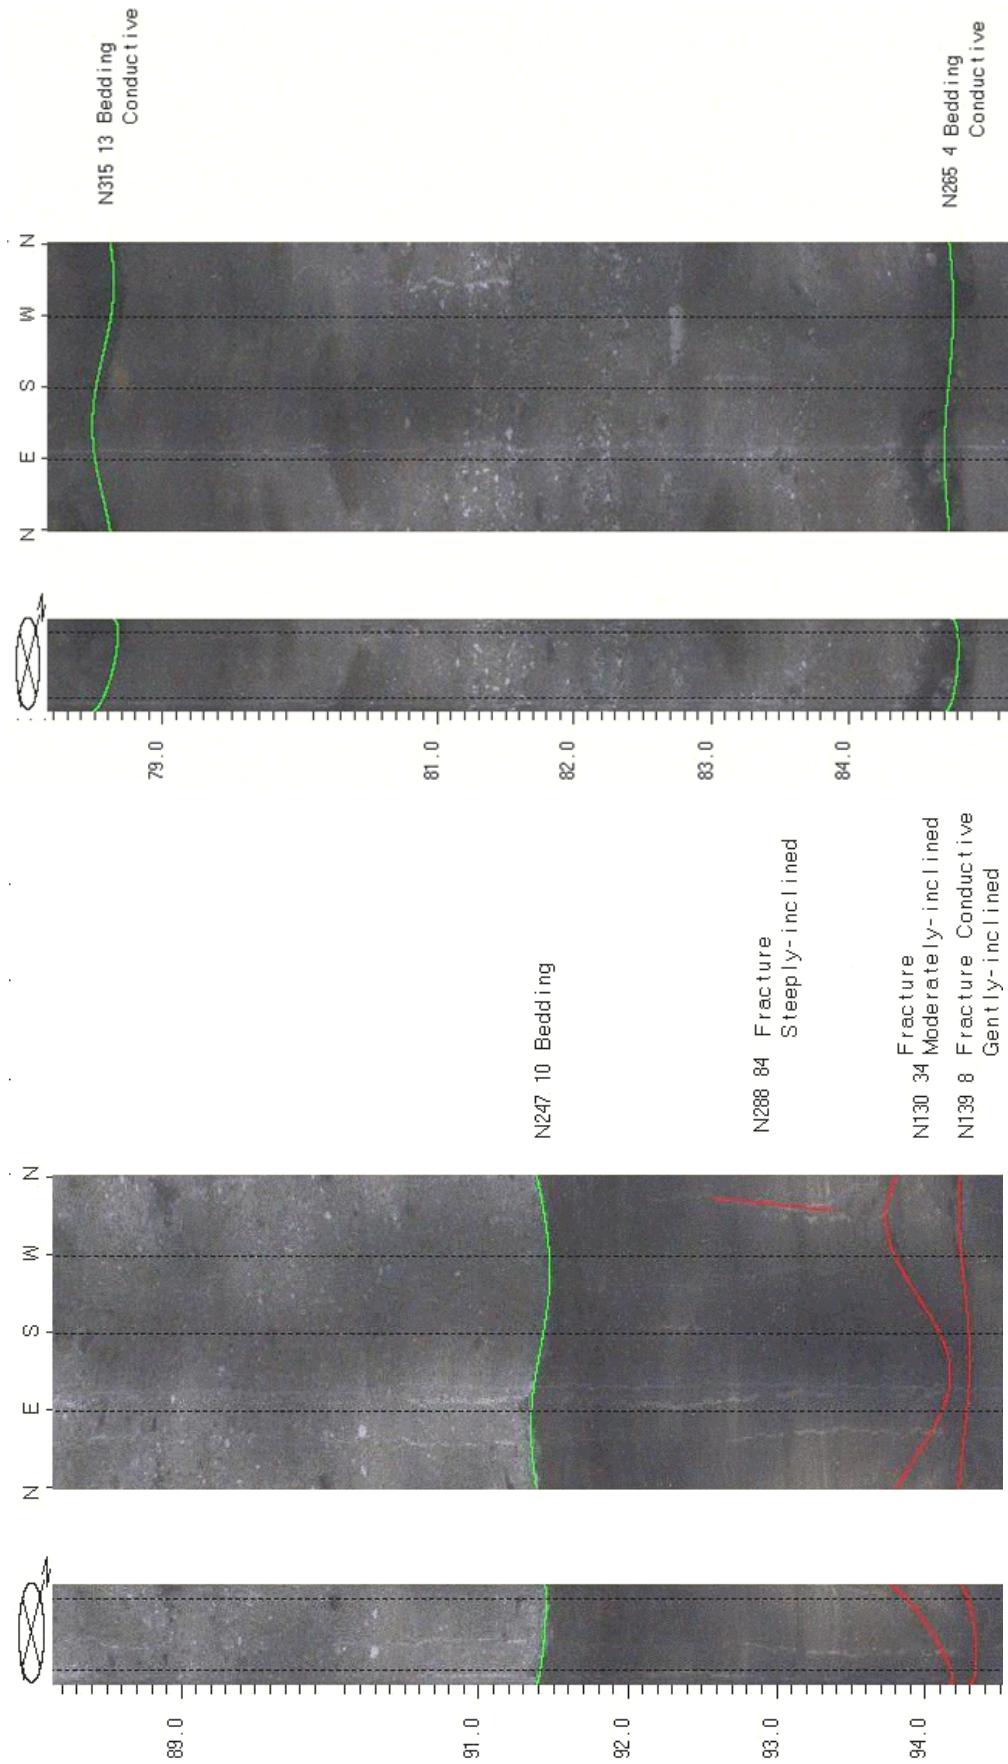 N E S W N
N315 13 Bedding
Conductive
N265 4 Bedding
Conductive
79.0
81.0
82.0
83.0
84.0
N E S W N
N247 10 Bedding
N288 84 Fracture
Steeply-inclined
Fracture
N130 34 Moderately-inclined
N139 8 Fracture Conductive
Gently-inclined
89.0
91.0
92.0
93.0
94.0